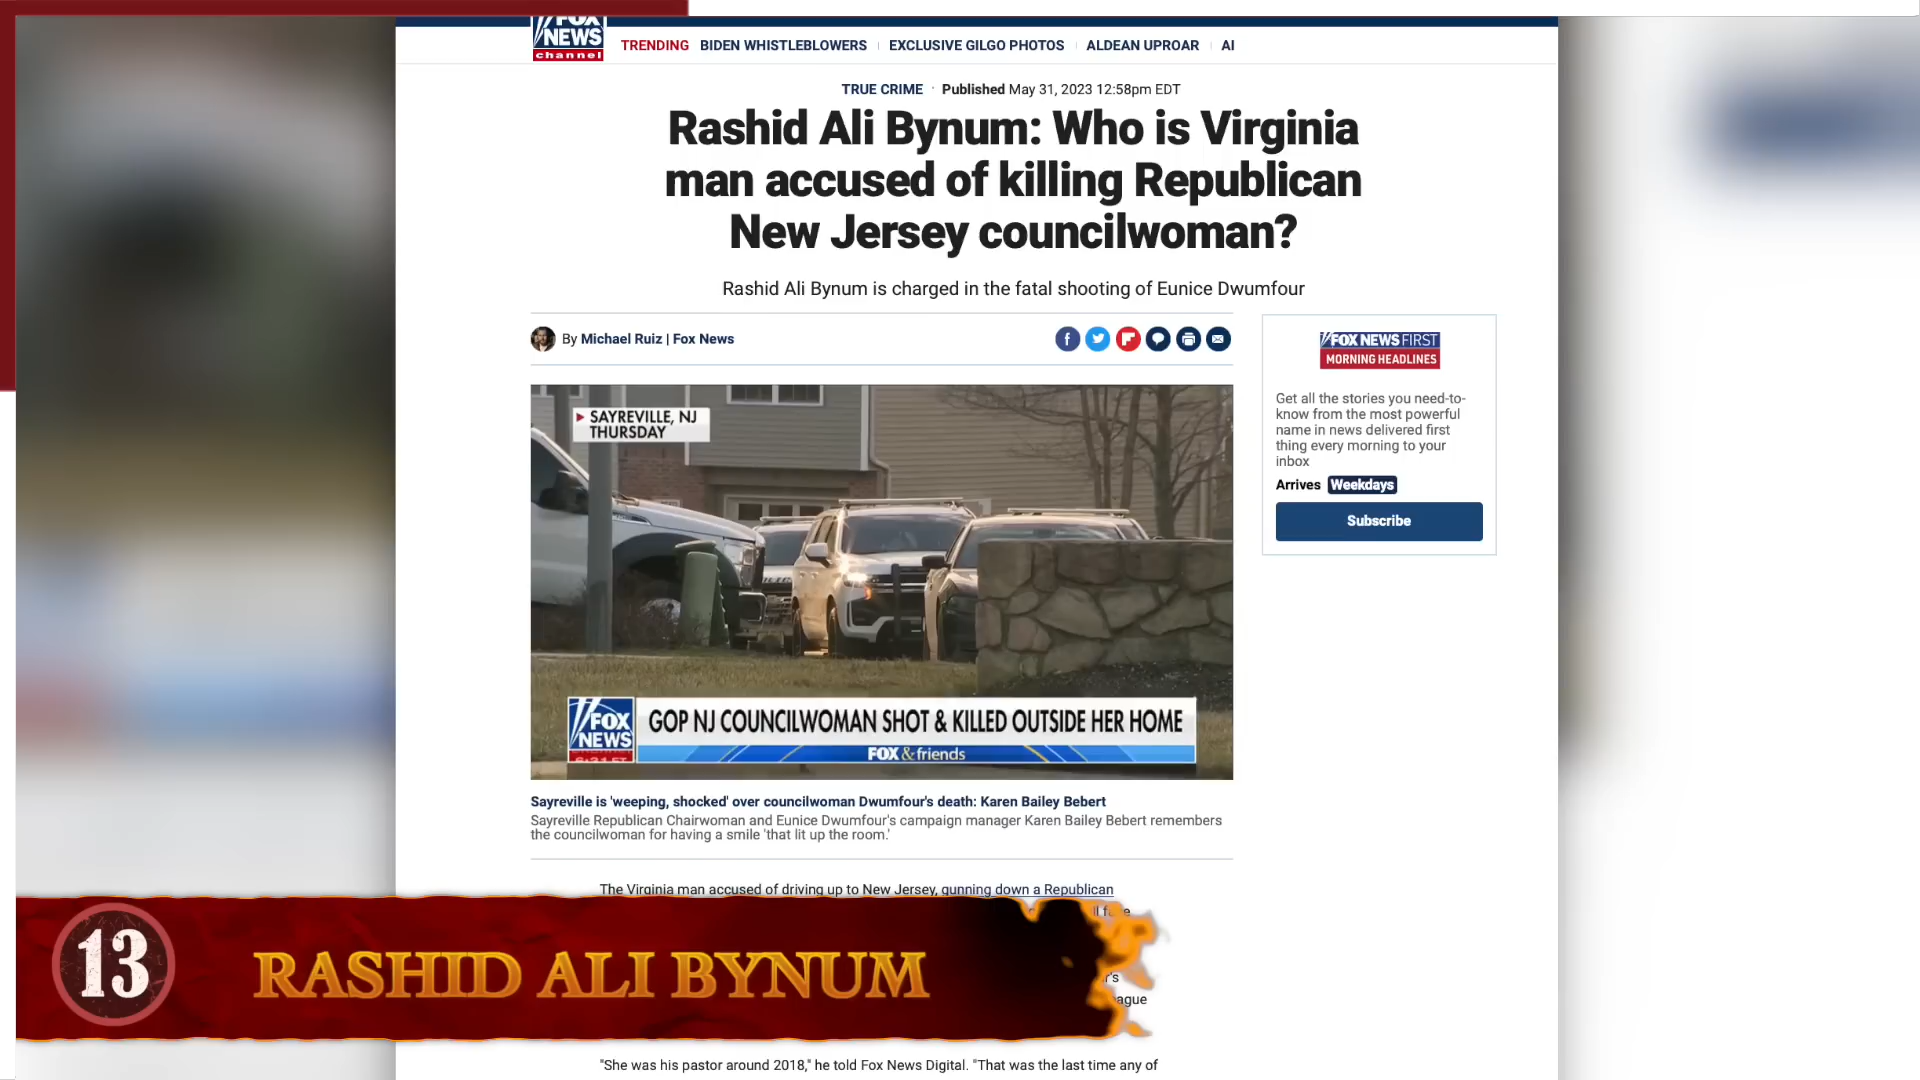 FOX
NEWS
channel
TRENDING BIDEN WHISTLEBLOWERS EXCLUSIVE GILGO PHOTOS ALDEAN UPROAR AI
TRUE CRIME · Published May 31, 2023 12:58pm EDT
Rashid Ali Bynum: Who is Virginia
man accused of killing Republican
New Jersey councilwoman?
Rashid Ali Bynum is charged in the fatal shooting of Eunice Dwumfour
By Michael Ruiz | Fox News
FOX NEWS FIRST
MORNING HEADLINES
Get all the stories you need-to-
know from the most powerful
name in news delivered first
thing every morning to your
inbox
Arrives Weekdays
Subscribe
SAYREVILLE, NJ
THURSDAY
FOX
NEWS
GOP NJ COUNCILWOMAN SHOT & KILLED OUTSIDE HER HOME
FOX & friends
Sayreville is 'weeping, shocked' over councilwoman Dwumfour's death: Karen Bailey Bebert
Sayreville Republican Chairwoman and Eunice Dwumfour's campaign manager Karen Bailey Bebert remembers
the councilwoman for having a smile 'that lit up the room.'
The Virginia man accused of driving up to New Jersey, gunning down a Republican
13
RASHID ALI BYNUM
"She was his pastor around 2018," he told Fox News Digital. "That was the last time any of